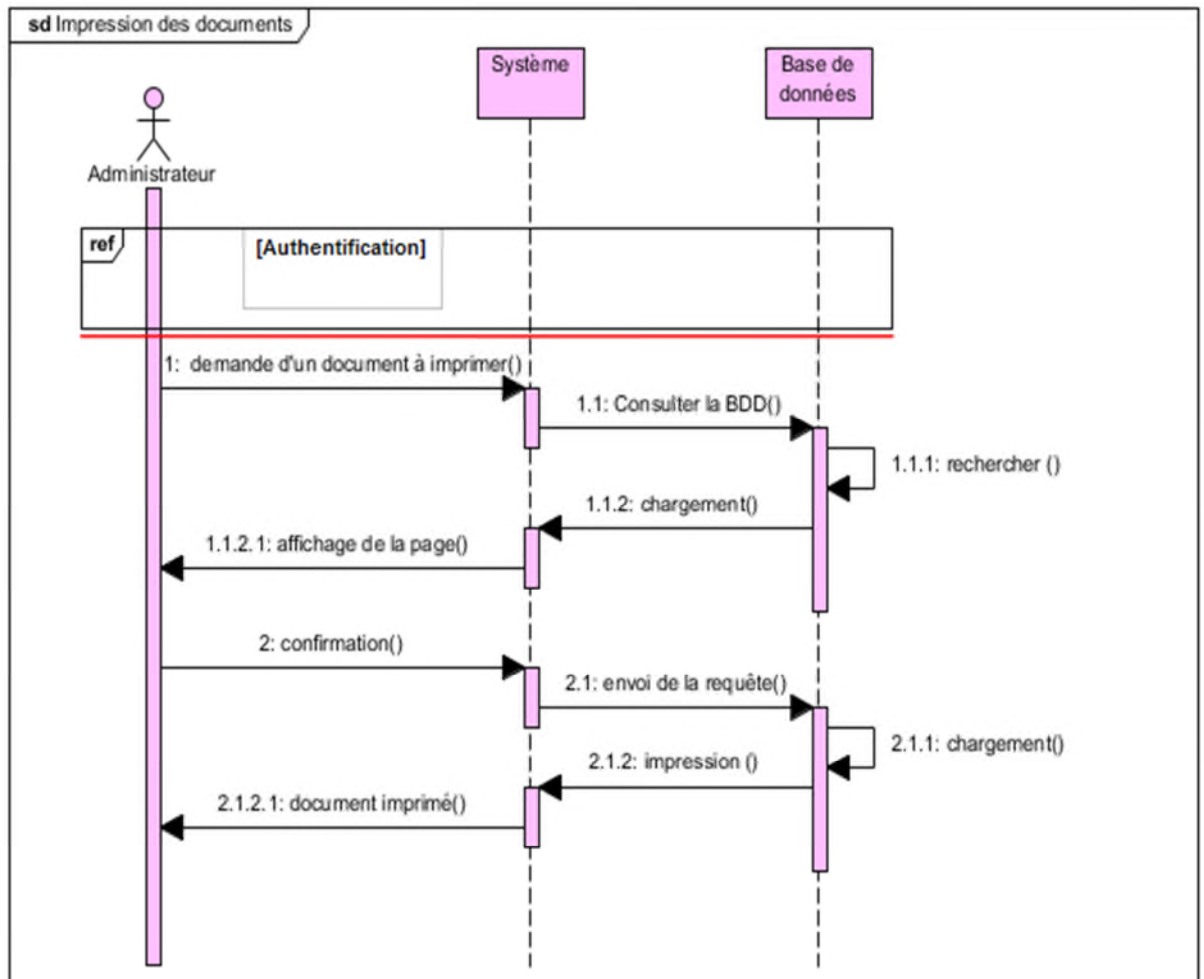 sd Impression des documents
Système
Base de
données
Administrateur
ref
[Authentification]
1: demande d'un document à imprimer()
1.1: Consulter la BDD()
1.1.1: rechercher ()
1.1.2: chargement()
1.1.2.1: affichage de la page()
2: confirmation()
2.1: envoi de la requête()
2.1.1: chargement()
2.1.2: impression ()
2.1.2.1: document imprimé()